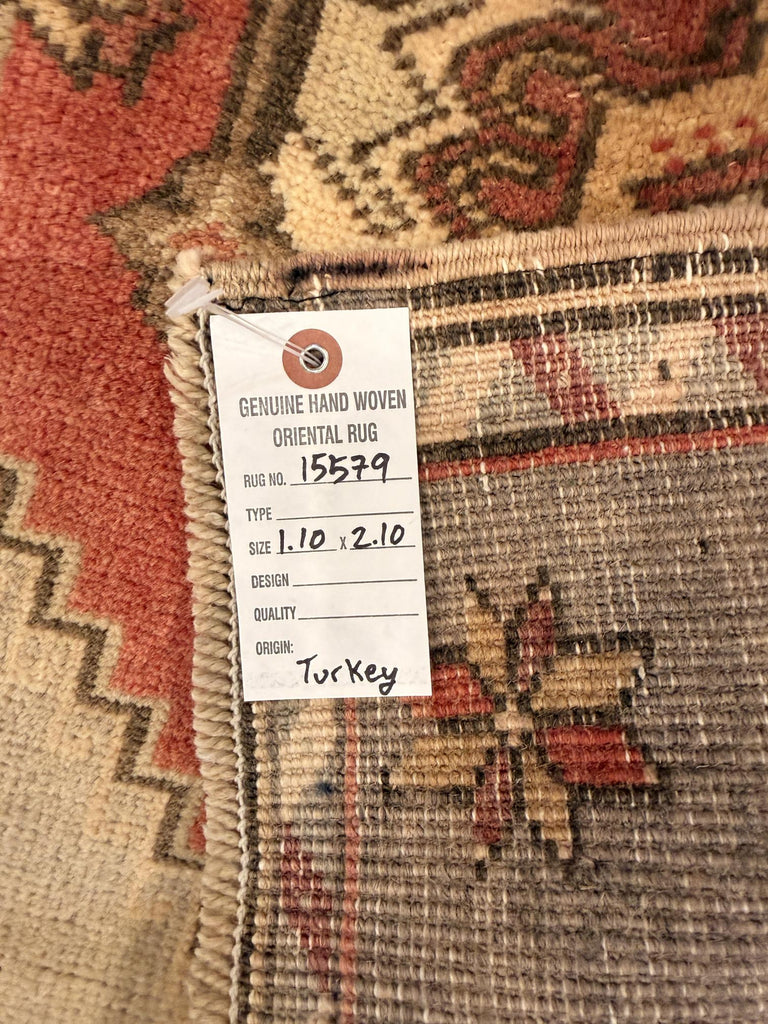 GENUINE HAND WOVEN
ORIENTAL RUG
RUG NO. 15579
TYPE
SIZE 1.10 X 2.10
DESIGN
QUALITY
ORIGIN:
Turkey